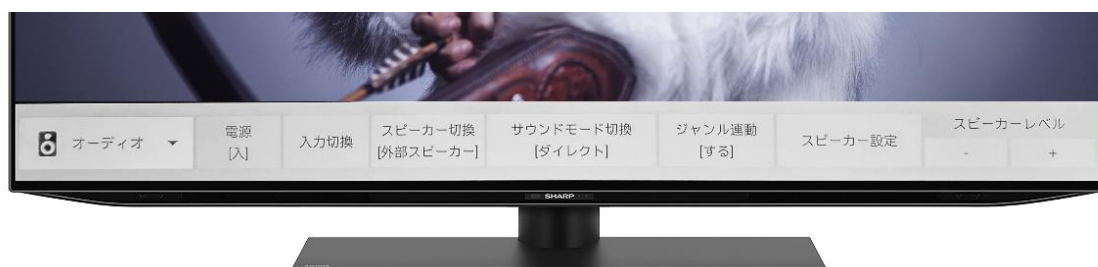 オーディオ
電源
[入]
入力切換
スピーカー切換
[外部スピーカー]
サウンドモード切換
[ダイレクト]
ジャンル連動
[する]
スピーカー設定
スピーカーレベル
- +
SHARP